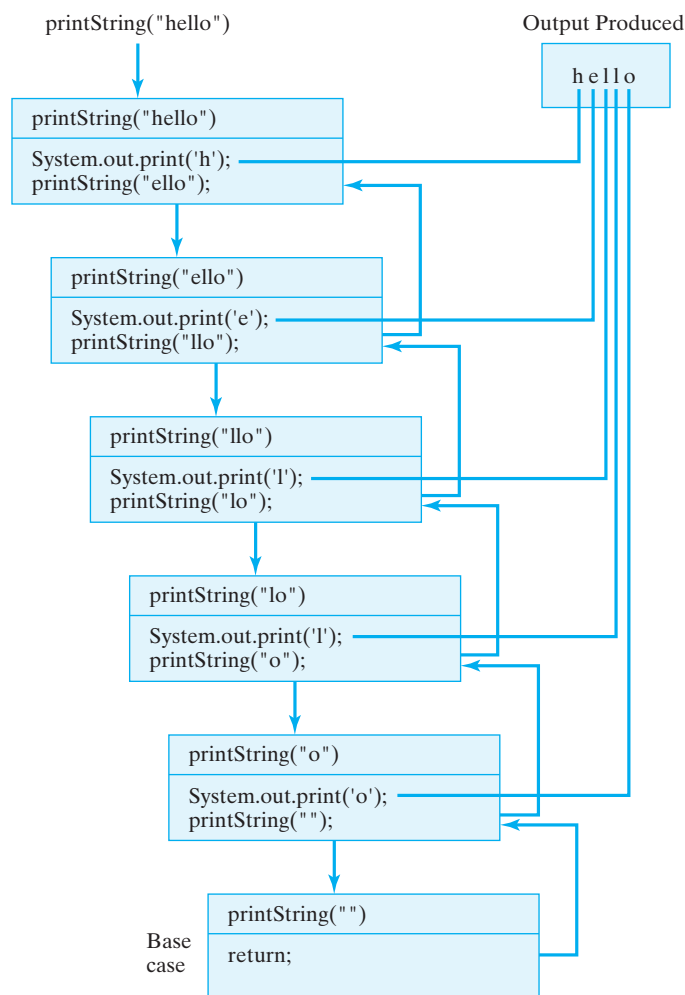 printString("hello")
Output Produced
h e l l o
printString("hello")
System.out.print('h');
printString("ello");
printString("ello")
System.out.print('e');
printString("llo");
printString("llo")
System.out.print('l');
printString("lo");
printString("lo")
System.out.print('l');
printString("o");
printString("o")
System.out.print('o');
printString("");
printString("")
Base
case
return;